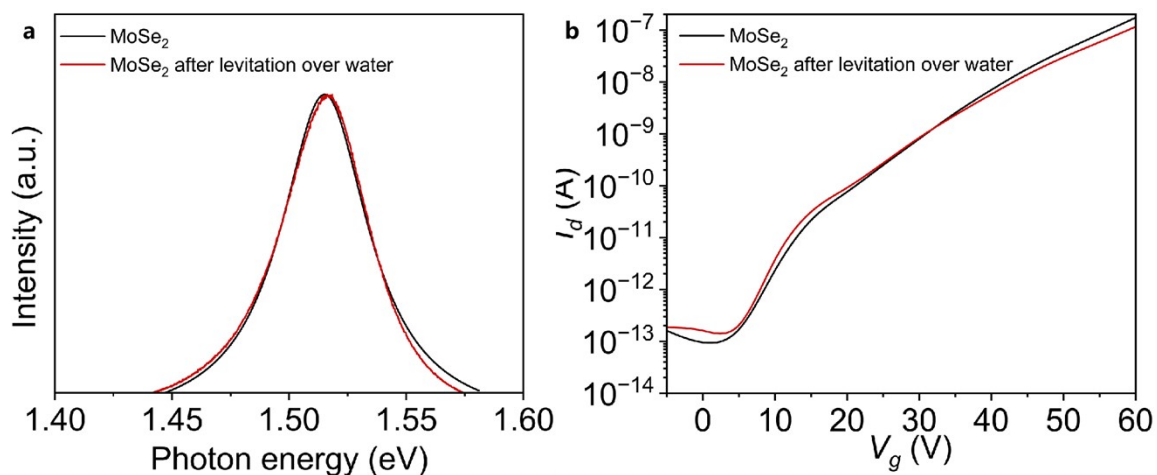 a
MoSe₂
MoSe₂ after levitation over water
Intensity (a.u.)
1.40 1.45 1.50 1.55 1.60
Photon energy (eV)
b
MoSe₂
MoSe₂ after levitation over water
I_d (A)
10⁻⁷
10⁻⁸
10⁻⁹
10⁻¹⁰
10⁻¹¹
10⁻¹²
10⁻¹³
10⁻¹⁴
0 10 20 30 40 50 60
V_g (V)